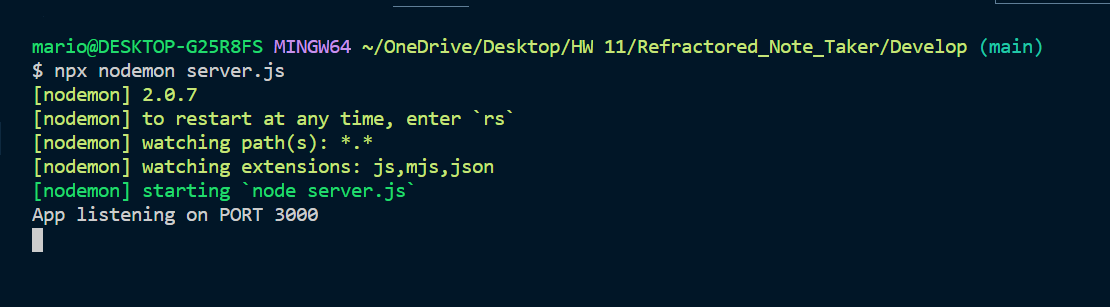 mario@DESKTOP-G25R8FS MINGW64 ~/OneDrive/Desktop/HW 11/Refractored_Note_Taker/Develop (main)
$ npx nodemon server.js
[nodemon] 2.0.7
[nodemon] to restart at any time, enter `rs`
[nodemon] watching path(s): *.*
[nodemon] watching extensions: js,mjs,json
[nodemon] starting `node server.js`
App listening on PORT 3000